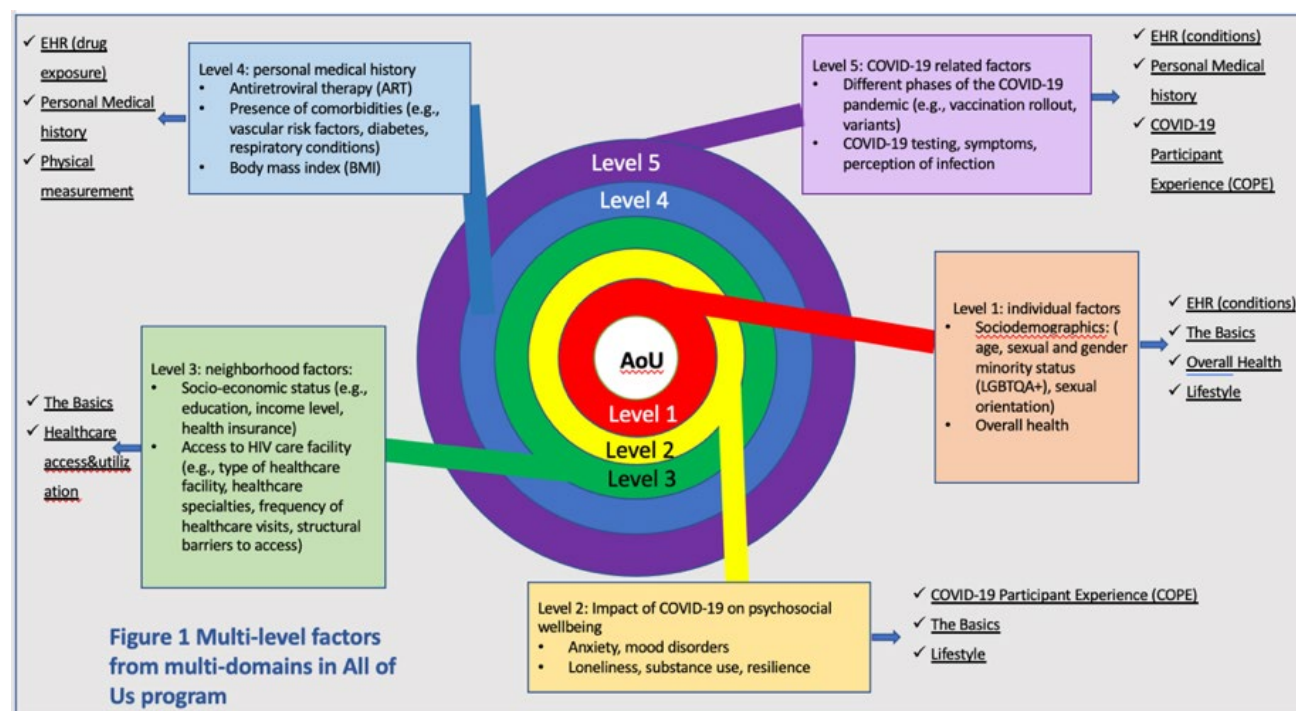 ✓ EHR (drug
exposure)
✓ Personal Medical
history
✓ Physical
measurement
Level 4: personal medical history
• Antiretroviral therapy (ART)
• Presence of comorbidities (e.g.,
vascular risk factors, diabetes,
respiratory conditions)
• Body mass index (BMI)
Level 5: COVID-19 related factors
• Different phases of the COVID-19
pandemic (e.g., vaccination rollout,
variants)
• COVID-19 testing, symptoms,
perception of infection
✓ EHR (conditions)
✓ Personal Medical
history
✓ COVID-19
Participant
Experience (COPE)
Level 5
Level 4
AoU
Level 1
Level 2
Level 3
Level 1: individual factors
• Sociodemographics: (
age, sexual and gender
minority status
(LGBTQA+), sexual
orientation)
• Overall health
✓ EHR (conditions)
✓ The Basics
✓ Overall Health
✓ Lifestyle
✓ The Basics
✓ Healthcare
access&utiliz
ation
Level 3: neighborhood factors:
• Socio-economic status (e.g.,
education, income level,
health insurance)
• Access to HIV care facility
(e.g., type of healthcare
facility, healthcare
specialties, frequency of
healthcare visits, structural
barriers to access)
Level 2: Impact of COVID-19 on psychosocial
wellbeing
• Anxiety, mood disorders
• Loneliness, substance use, resilience
✓ COVID-19 Participant Experience (COPE)
✓ The Basics
✓ Lifestyle
Figure 1 Multi-level factors
from multi-domains in All of
Us program